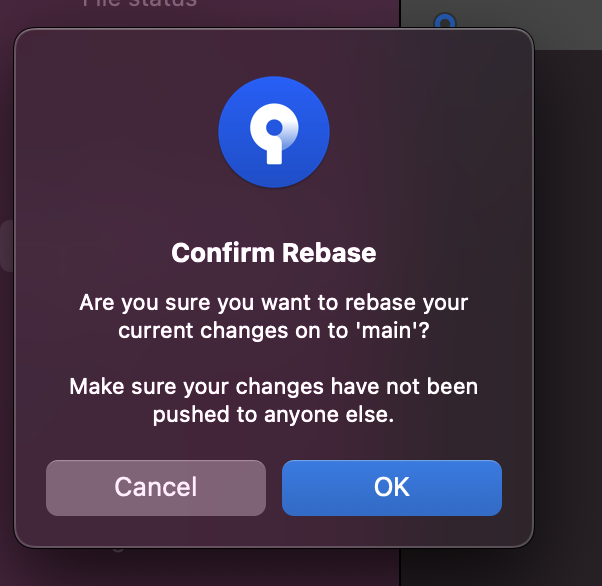 File status
Confirm Rebase
Are you sure you want to rebase your
current changes on to 'main'?
Make sure your changes have not been
pushed to anyone else.
Cancel
OK